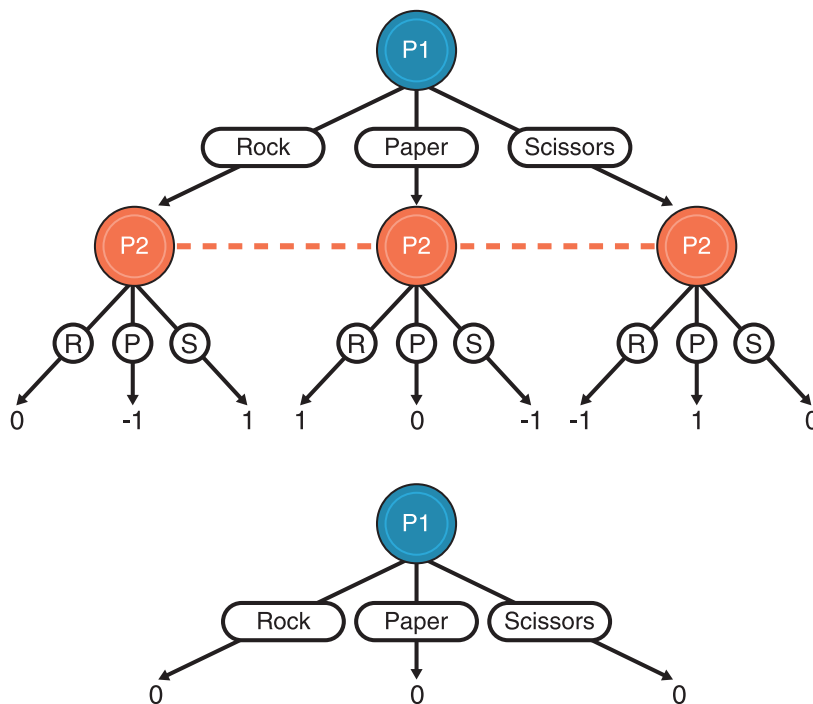 P1
Rock Paper Scissors
P2 P2 P2
R P S R P S R P S
0 -1 1 1 0 -1 -1 1 0
P1
Rock Paper Scissors
0 0 0